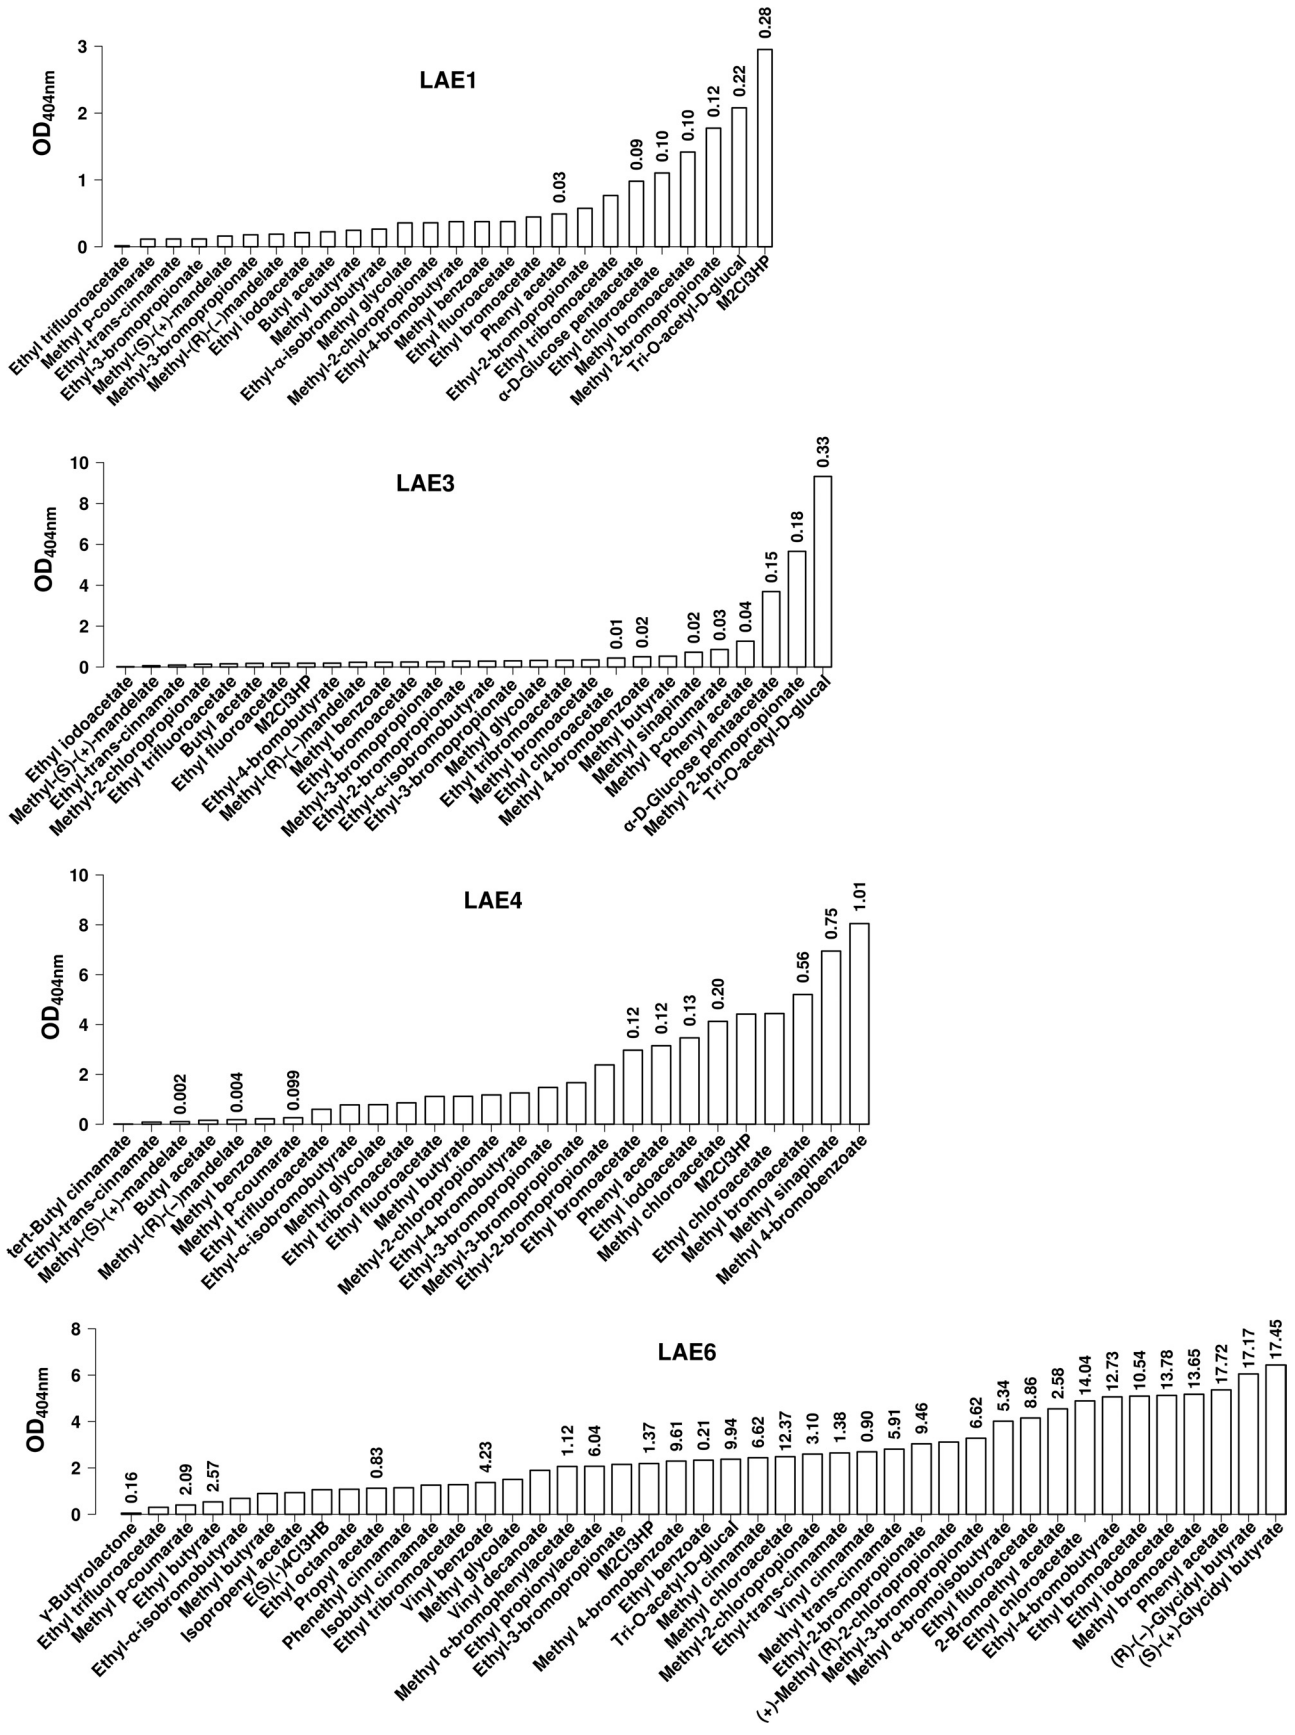 LAE1
OD404nm
3
2
1
0
0.03
0.09
0.10
0.10
0.12
0.22
0.28
Ethyl trifluoroacetate
Methyl p-coumarate
Ethyl-trans-cinnamate
Ethyl-3-bromopropionate
Methyl-(S)-(+)-mandelate
Methyl-3-bromopropionate
Methyl-(R)-(−)mandelate
Ethyl iodoacetate
Butyl acetate
Methyl butyrate
Ethyl-α-isobromobutyrate
Methyl glycolate
Methyl-2-chloropropionate
Ethyl-4-bromobutyrate
Methyl benzoate
Ethyl fluoroacetate
Ethyl bromoacetate
Phenyl acetate
Ethyl-2-bromopropionate
Ethyl tribromoacetate
α-D-Glucose pentaacetate
Ethyl chloroacetate
Methyl bromoacetate
Methyl 2-bromopropionate
Tri-O-acetyl-D-glucal
M2Cl3HP
LAE3
OD404nm
10
8
6
4
2
0
0.01
0.02
0.02
0.03
0.04
0.15
0.18
0.33
Ethyl iodoacetate
Methyl-(S)-(+)-mandelate
Ethyl-trans-cinnamate
Methyl-2-chloropropionate
Ethyl trifluoroacetate
Butyl acetate
Ethyl fluoroacetate
M2Cl3HP
Ethyl-4-bromobutyrate
Methyl-(R)-(−)mandelate
Methyl benzoate
Ethyl bromoacetate
Methyl-3-bromopropionate
Ethyl-2-bromopropionate
Ethyl-α-isobromobutyrate
Ethyl-3-bromopropionate
Methyl glycolate
Ethyl tribromoacetate
Methyl bromoacetate
Ethyl chloroacetate
Methyl 4-bromobenzoate
Methyl butyrate
Methyl sinapinate
Methyl p-coumarate
Phenyl acetate
α-D-Glucose pentaacetate
Methyl 2-bromopropionate
Tri-O-acetyl-D-glucal
LAE4
OD404nm
10
8
6
4
2
0
0.002
0.004
0.099
0.12
0.12
0.13
0.20
0.56
0.75
1.01
tert-Butyl cinnamate
Ethyl-trans-cinnamate
Methyl-(S)-(+)-mandelate
Butyl acetate
Methyl-(R)-(−)mandelate
Methyl benzoate
Methyl p-coumarate
Ethyl trifluoroacetate
Ethyl-α-isobromobutyrate
Methyl glycolate
Ethyl tribromoacetate
Ethyl fluoroacetate
Methyl butyrate
Methyl-2-chloropropionate
Ethyl-4-bromobutyrate
Ethyl-3-bromopropionate
Methyl-3-bromopropionate
Ethyl-2-bromopropionate
Ethyl bromoacetate
Phenyl acetate
Ethyl iodoacetate
Methyl chloroacetate
M2Cl3HP
Ethyl chloroacetate
Methyl bromoacetate
Methyl sinapinate
Methyl 4-bromobenzoate
LAE6
OD404nm
8
6
4
2
0
0.16
2.09
2.57
0.83
4.23
1.12
6.04
1.37
9.61
0.21
9.94
6.62
12.37
3.10
1.38
0.90
5.91
9.46
6.62
5.34
8.86
2.58
14.04
12.73
10.54
13.78
13.65
17.72
17.17
17.45
γ-Butyrolactone
Ethyl trifluoroacetate
Methyl p-coumarate
Ethyl butyrate
Ethyl-α-isobromobutyrate
Methyl butyrate
Isopropenyl acetate
E(S)(-)4Cl3HB
Ethyl octanoate
Propyl acetate
Phenethyl cinnamate
Isobutyl cinnamate
Ethyl tribromoacetate
Vinyl benzoate
Methyl glycolate
Vinyl decanoate
Methyl α-bromophenylacetate
Ethyl propionylacetate
Ethyl-3-bromopropionate
M2Cl3HP
Methyl 4-bromobenzoate
Ethyl benzoate
Tri-O-acetyl-D-glucal
Methyl cinnamate
Methyl chloroacetate
Methyl-2-chloropropionate
Ethyl-trans-cinnamate
Vinyl cinnamate
Methyl trans-cinnamate
Ethyl-2-bromopropionate
(+)-Methyl (R)-2-chloropropionate
Methyl-3-bromopropionate
Methyl α-bromoisobutyrate
Ethyl fluoroacetate
2-Bromoethyl acetate
Ethyl chloroacetate
Ethyl-4-bromobutyrate
Ethyl bromoacetate
Ethyl iodoacetate
Methyl bromoacetate
Phenyl acetate
(R)-(−)-Glycidyl butyrate
(S)-(+)-Glycidyl butyrate